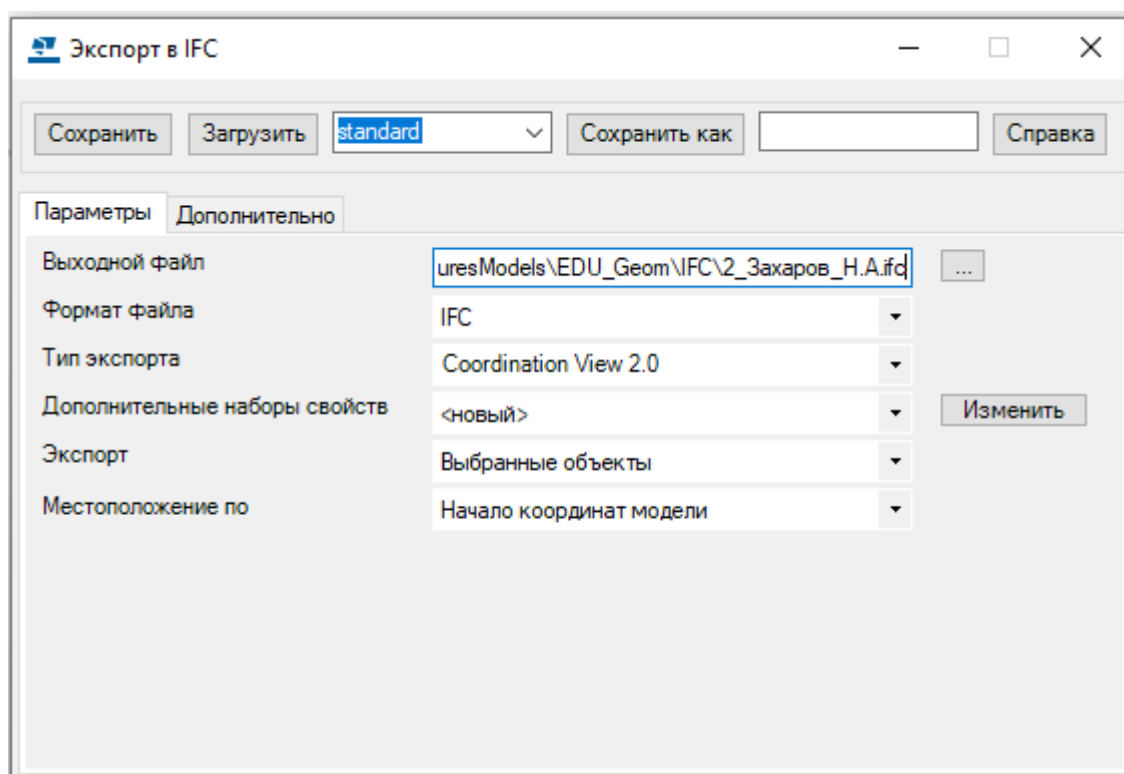 Экспорт в IFC
Сохранить Загрузить standard Сохранить как Справка
Параметры Дополнительно
Выходной файл uresModels\EDU_Geom\IFC\2_Захаров_Н.А.ifc ...
Формат файла IFC
Тип экспорта Coordination View 2.0
Дополнительные наборы свойств <новый> Изменить
Экспорт Выбранные объекты
Местоположение по Начало координат модели